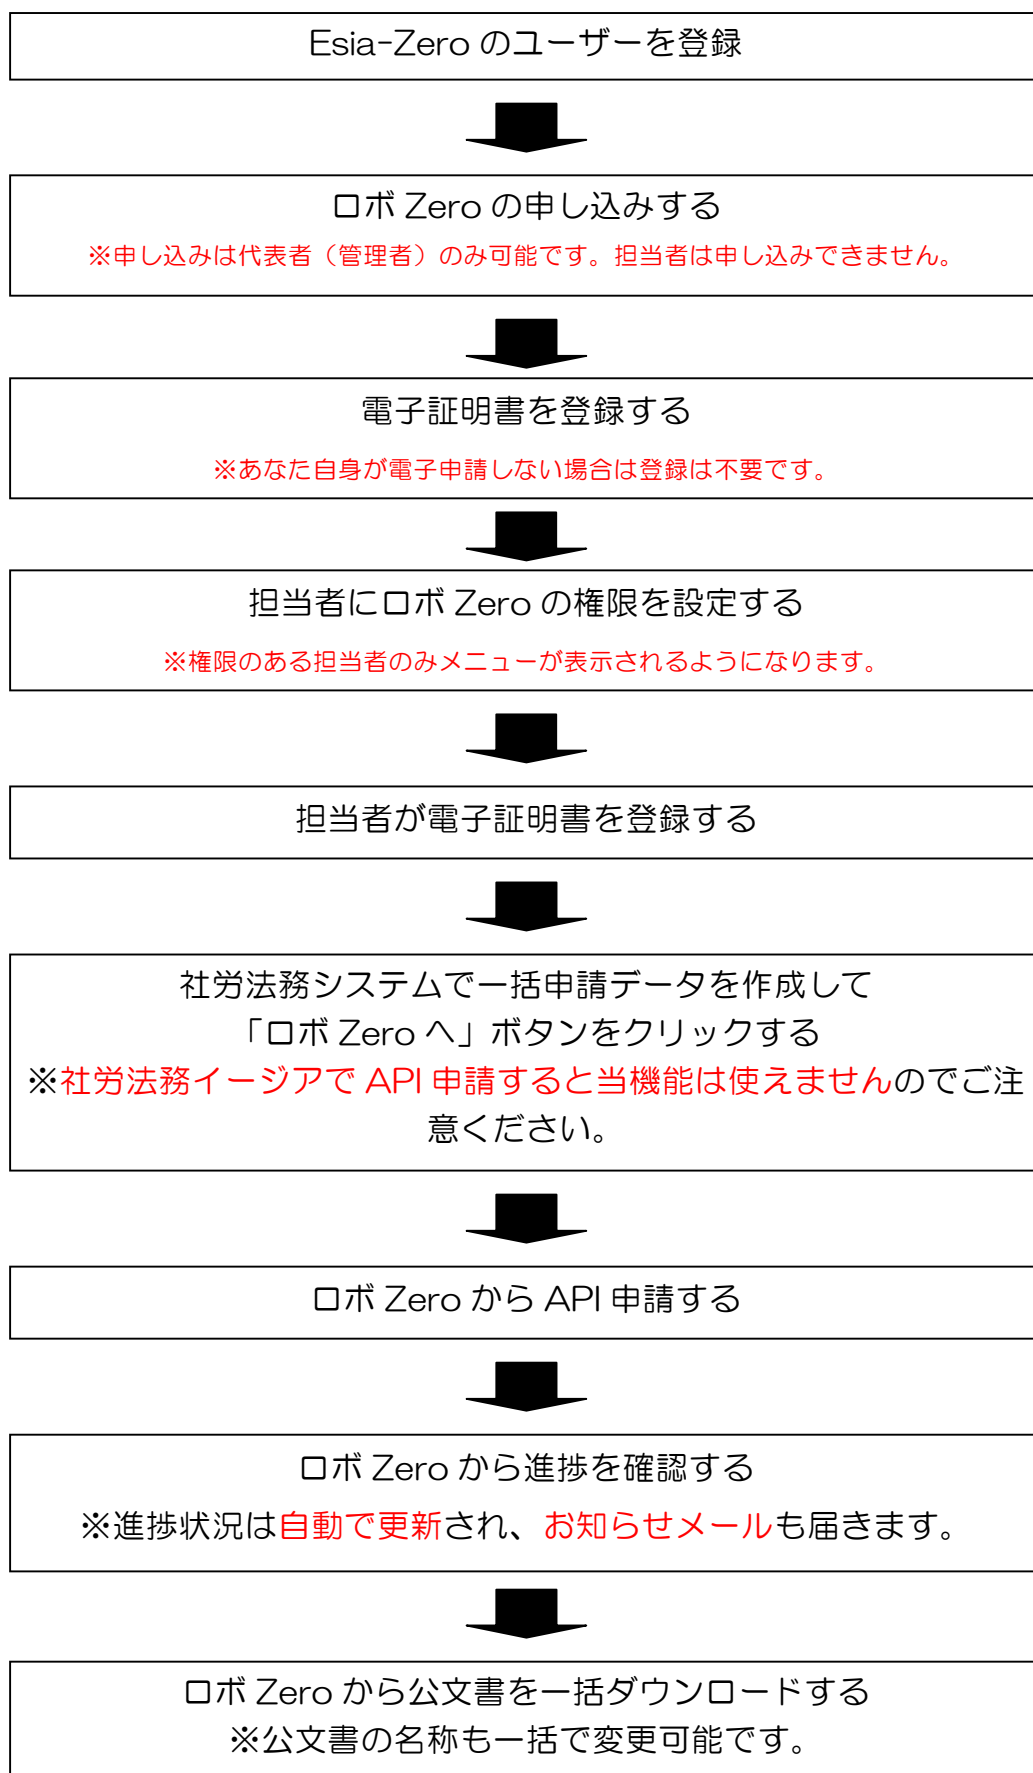 Esia-Zero のユーザーを登録
ロボ Zero の申し込みする
※申し込みは代表者（管理者）のみ可能です。担当者は申し込みできません。
電子証明書を登録する
※あなた自身が電子申請しない場合は登録は不要です。
担当者にロボ Zero の権限を設定する
※権限のある担当者のみメニューが表示されるようになります。
担当者が電子証明書を登録する
社労法務システムで一括申請データを作成して
「ロボ Zero へ」ボタンをクリックする
※社労法務イージアで API 申請すると当機能は使えませんのでご注
意ください。
ロボ Zero から API 申請する
ロボ Zero から進捗を確認する
※進捗状況は自動で更新され、お知らせメールも届きます。
ロボ Zero から公文書を一括ダウンロードする
※公文書の名称も一括で変更可能です。